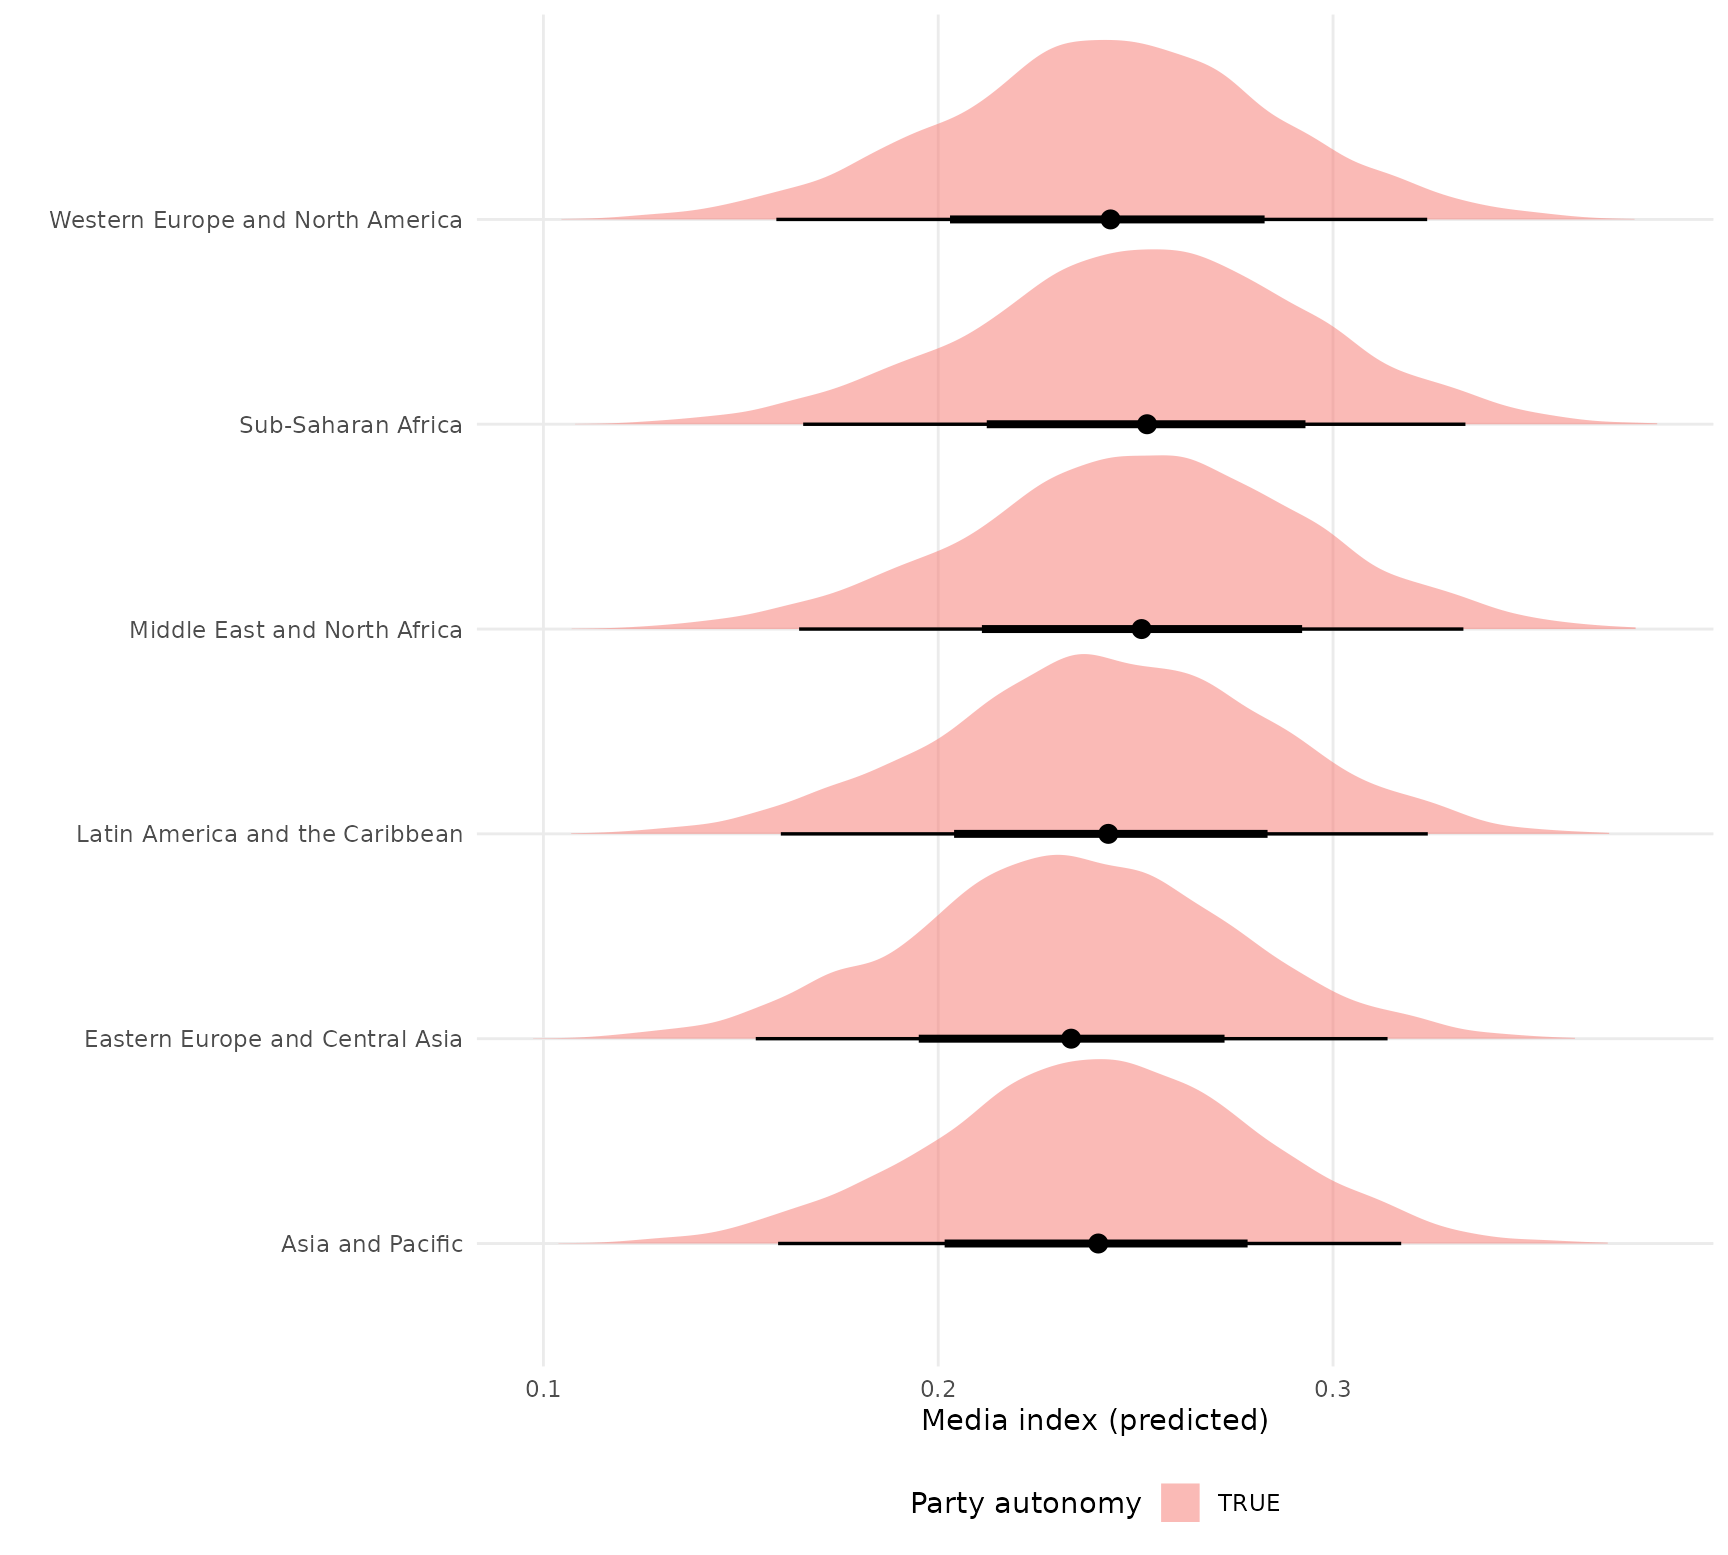 Western Europe and North America
Sub-Saharan Africa
Middle East and North Africa
Latin America and the Caribbean
Eastern Europe and Central Asia
Asia and Pacific
0.1 0.2 0.3
Media index (predicted)
Party autonomy TRUE